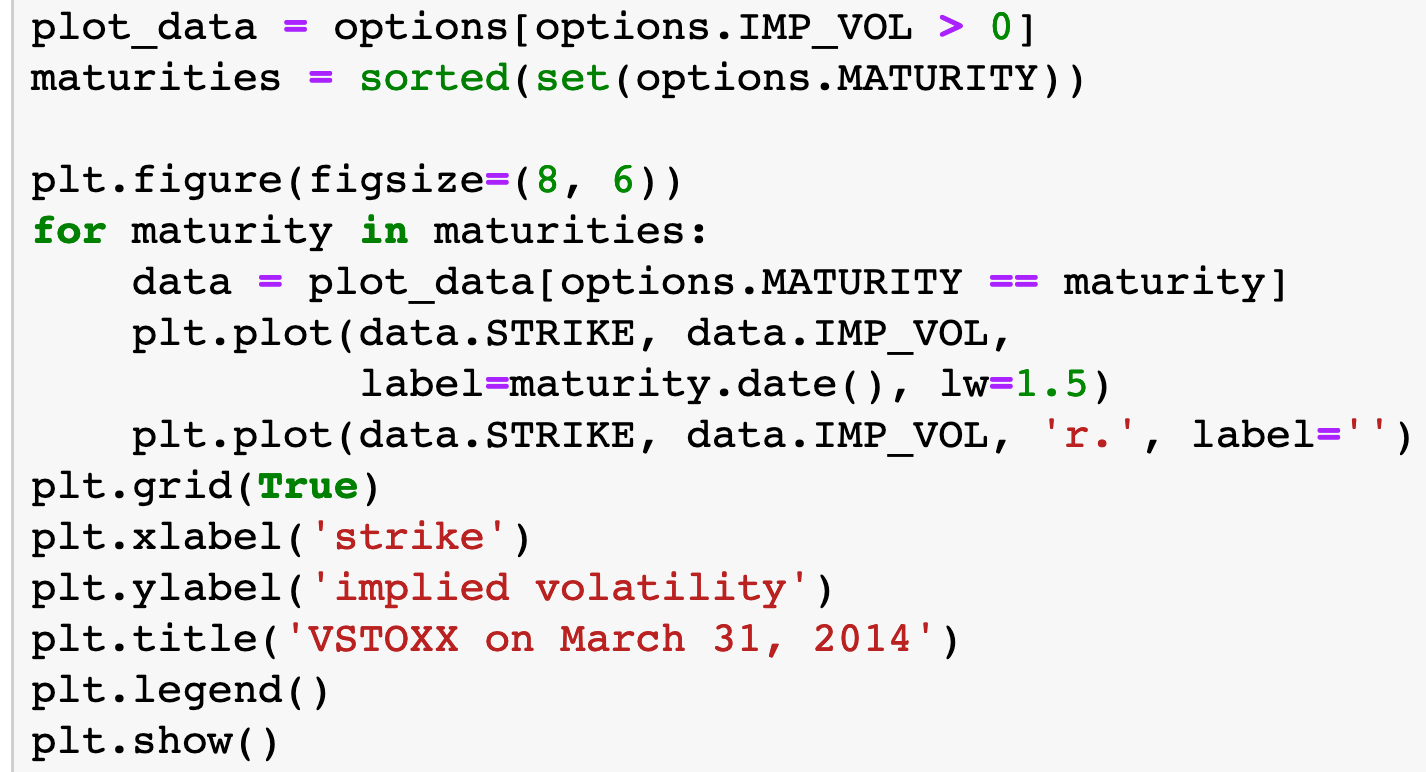 plot_data = options[options.IMP_VOL > 0]
maturities = sorted(set(options.MATURITY))

plt.figure(figsize=(8, 6))
for maturity in maturities:
    data = plot_data[options.MATURITY == maturity]
    plt.plot(data.STRIKE, data.IMP_VOL,
             label=maturity.date(), lw=1.5)
    plt.plot(data.STRIKE, data.IMP_VOL, 'r.', label='')
plt.grid(True)
plt.xlabel('strike')
plt.ylabel('implied volatility')
plt.title('VSTOXX on March 31, 2014')
plt.legend()
plt.show()